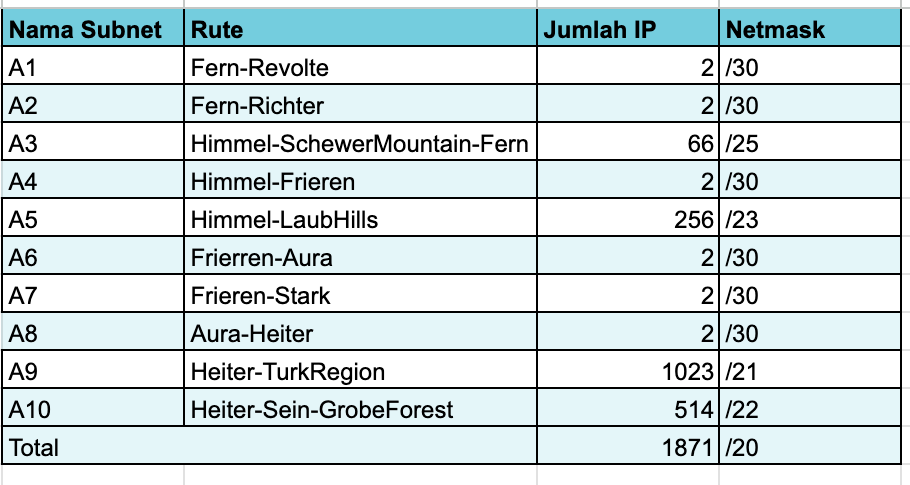 Nama Subnet Rute Jumlah IP Netmask
A1 Fern-Revolte 2 /30
A2 Fern-Richter 2 /30
A3 Himmel-SchewerMountain-Fern 66 /25
A4 Himmel-Frieren 2 /30
A5 Himmel-LaubHills 256 /23
A6 Frierren-Aura 2 /30
A7 Frieren-Stark 2 /30
A8 Aura-Heiter 2 /30
A9 Heiter-TurkRegion 1023 /21
A10 Heiter-Sein-GrobeForest 514 /22
Total 1871 /20